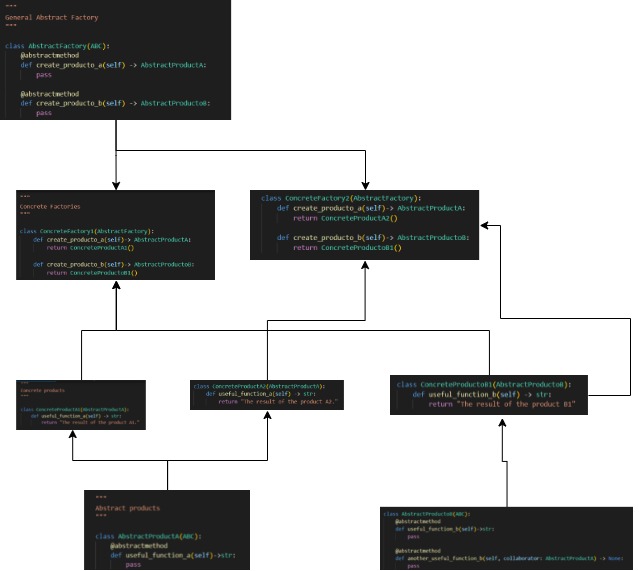 """
General Abstract Factory
"""
class AbstractFactory(ABC):
@abstractmethod
def create_producto_a(self) -> AbstractProductA:
pass
@abstractmethod
def create_producto_b(self) -> AbstractProductoB:
pass
"""
Concrete Factories
"""
class ConcreteFactory1(AbstractFactory):
def create_producto_a(self)-> AbstractProductA:
return ConcreteProductA1()
def create_producto_b(self)-> AbstractProductoB:
return ConcreteProductoB1()
class ConcreteFactory2(AbstractFactory):
def create_producto_a(self)-> AbstractProductA:
return ConcreteProductA2()
def create_producto_b(self)-> AbstractProductoB:
return ConcreteProductoB1()
"""
Concrete products
"""
class ConcreteProductA1(AbstractProductA):
def useful_function_a(self) -> str:
return "The result of the product A1."
class ConcreteProductA2(AbstractProductA):
def useful_function_a(self) -> str:
return "The result of the product A2."
class ConcreteProductoB1(AbstractProductoB):
def useful_function_b(self) -> str:
return "The result of the product B1"
"""
Abstract products
"""
class AbstractProductA(ABC):
@abstractmethod
def useful_function_a(self)->str:
pass
class AbstractProductoB(ABC):
@abstractmethod
def useful_function_b(self)->str:
pass
@abstractmethod
def another_useful_function_b(self, collaborator: AbstractProductA) -> None:
pass